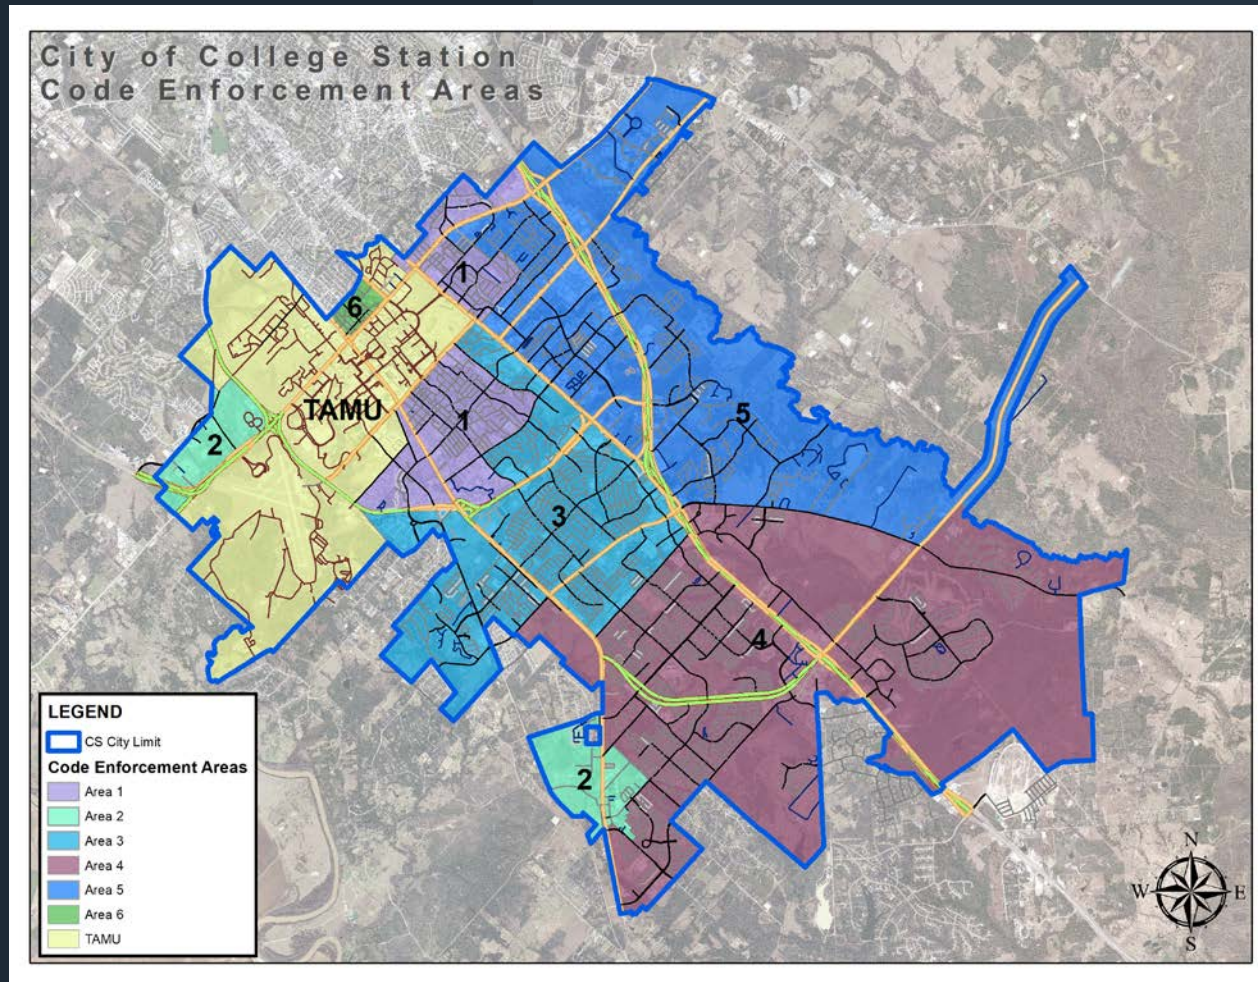 City of College Station
Code Enforcement Areas
1
6
TAMU
1
5
2
3
4
2
LEGEND
CS City Limit
Code Enforcement Areas
Area 1
Area 2
Area 3
Area 4
Area 5
Area 6
TAMU
N
W
E
S